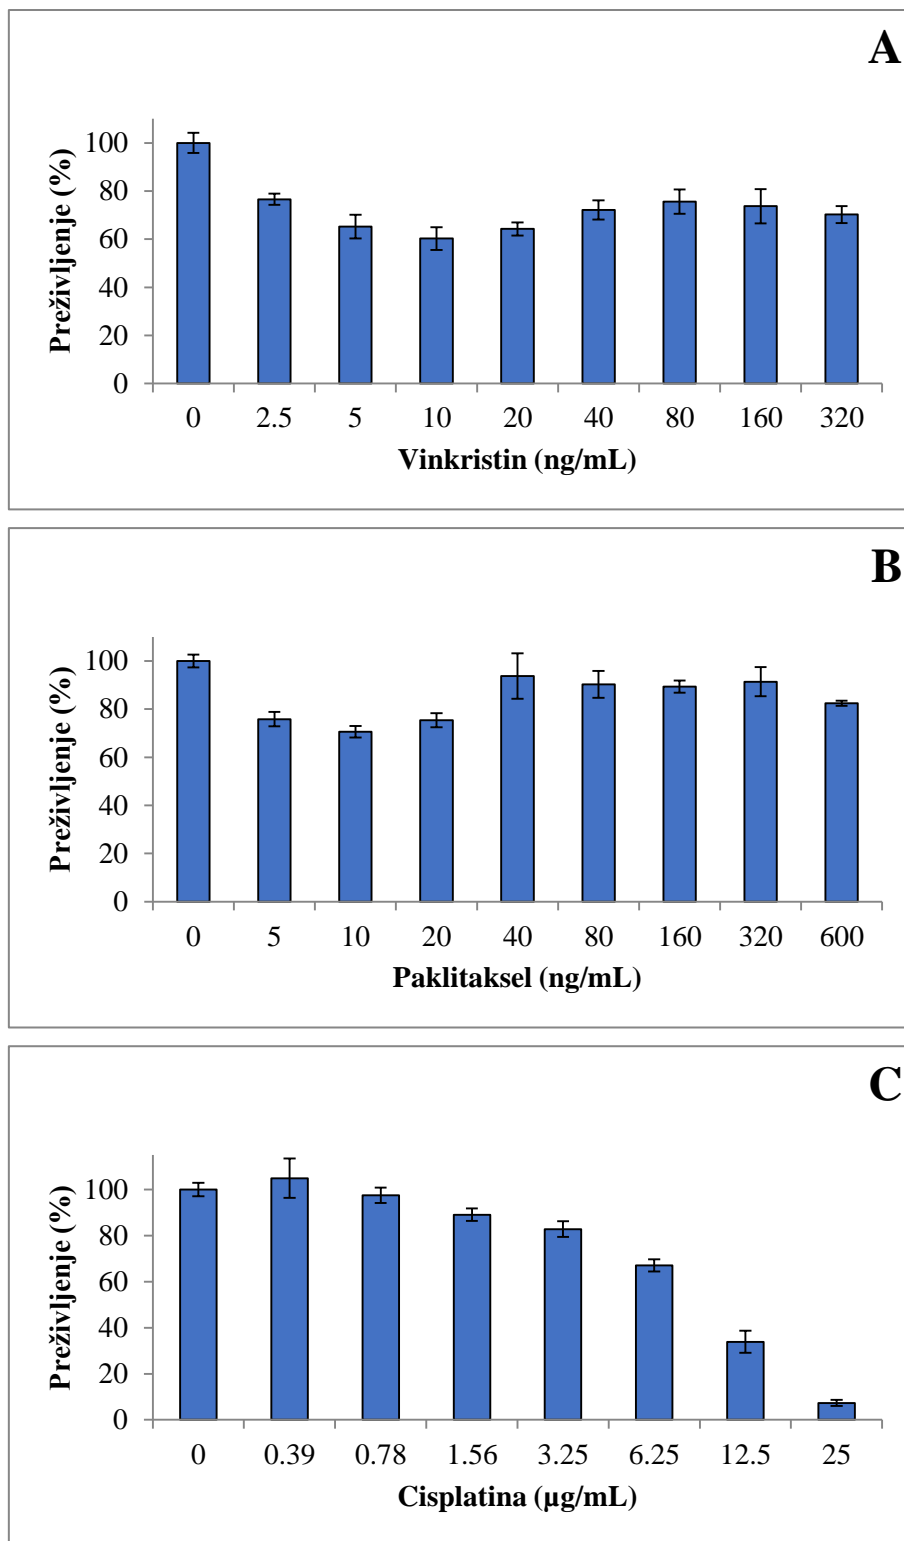 A
Preživljenje (%)
100
80
60
40
20
0
0 2.5 5 10 20 40 80 160 320
Vinkristin (ng/mL)
B
Preživljenje (%)
100
80
60
40
20
0
0 5 10 20 40 80 160 320 600
Paklitaksel (ng/mL)
C
Preživljenje (%)
100
80
60
40
20
0
0 0.39 0.78 1.56 3.25 6.25 12.5 25
Cisplatina (µg/mL)